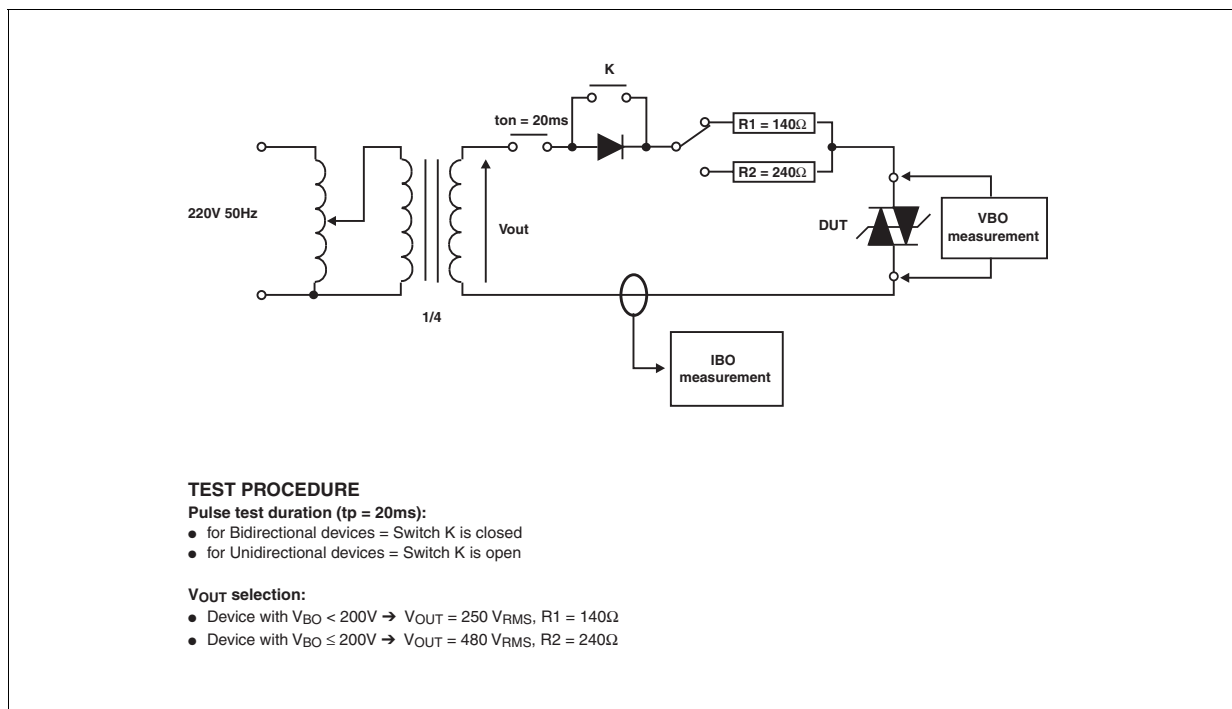 K
ton = 20ms
R1 = 140Ω
R2 = 240Ω
220V 50Hz
Vout
DUT
VBO
measurement
1/4
IBO
measurement
TEST PROCEDURE
Pulse test duration (tp = 20ms):
● for Bidirectional devices = Switch K is closed
● for Unidirectional devices = Switch K is open
VOUT selection:
● Device with VBO < 200V ➔ VOUT = 250 VRMS, R1 = 140Ω
● Device with VBO ≤ 200V ➔ VOUT = 480 VRMS, R2 = 240Ω